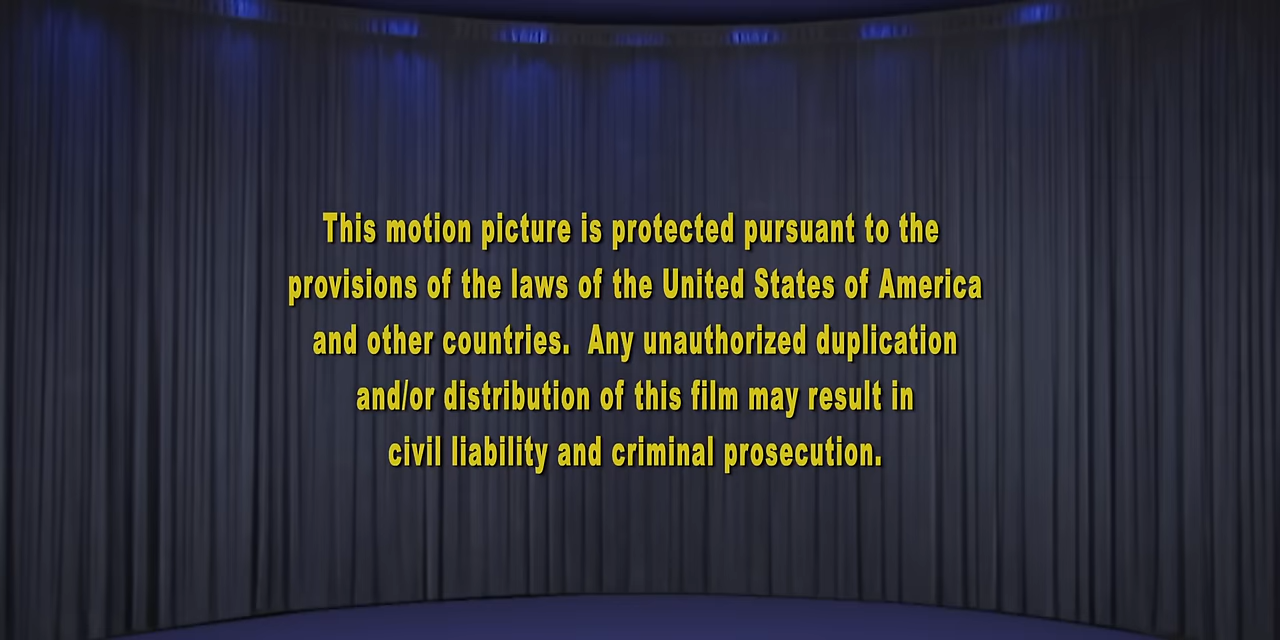 This motion picture is protected pursuant to the
provisions of the laws of the United States of America
and other countries.  Any unauthorized duplication
and/or distribution of this film may result in
civil liability and criminal prosecution.